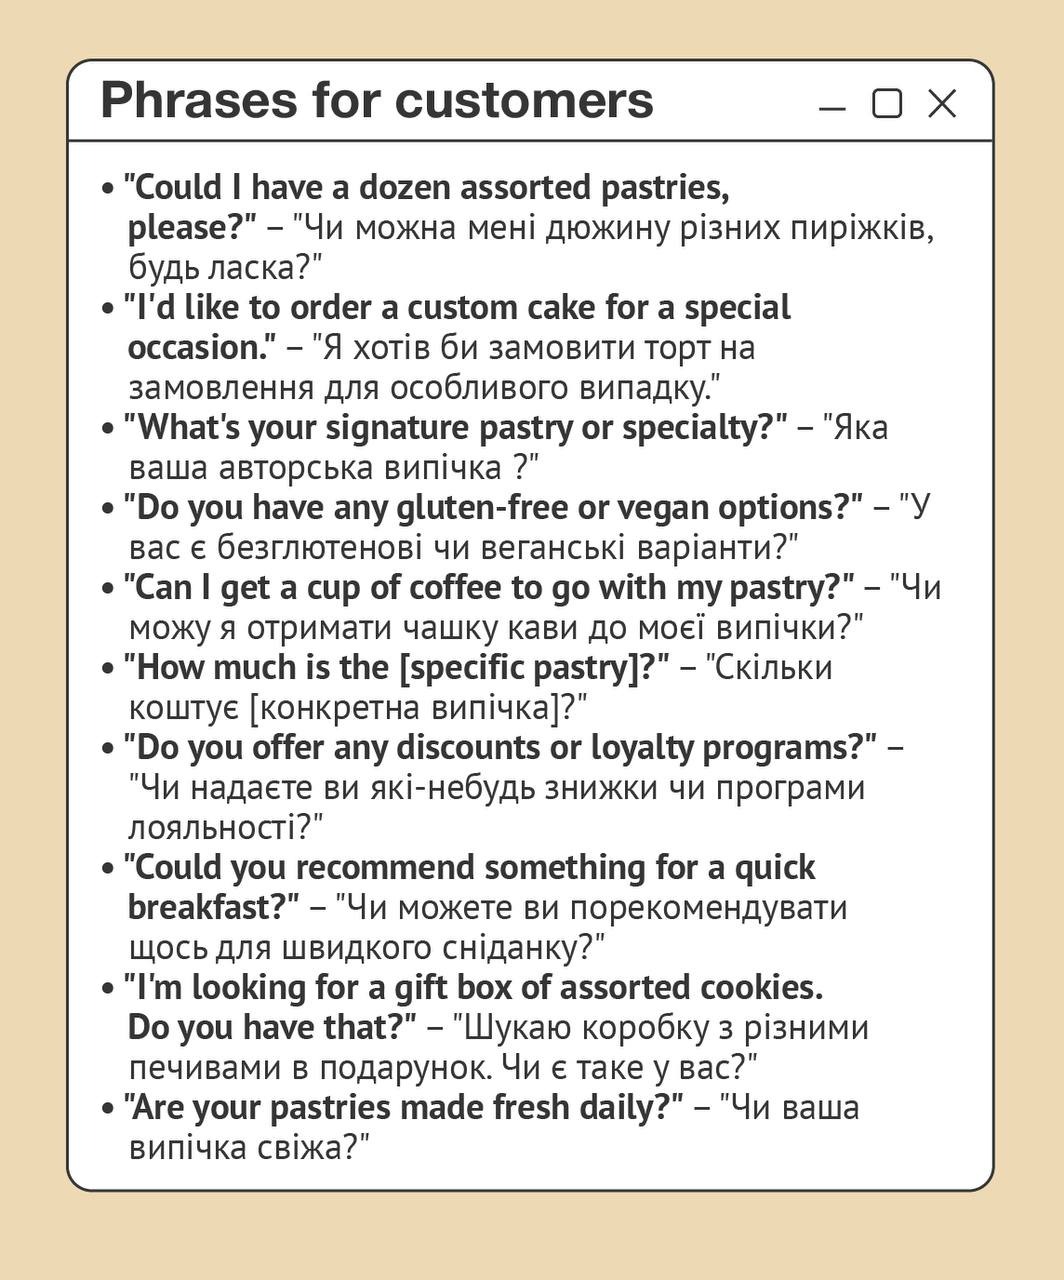 Phrases for customers
• "Could I have a dozen assorted pastries,
please?" – "Чи можна мені дюжину різних пиріжків,
будь ласка?"
• "I'd like to order a custom cake for a special
occasion." – "Я хотів би замовити торт на
замовлення для особливого випадку."
• "What's your signature pastry or specialty?" – "Яка
ваша авторська випічка ?"
• "Do you have any gluten-free or vegan options?" – "У
вас є безглютенові чи веганські варіанти?"
• "Can I get a cup of coffee to go with my pastry?" – "Чи
можу я отримати чашку кави до моєї випічки?"
• "How much is the [specific pastry]?" – "Скільки
коштує [конкретна випічка]?"
• "Do you offer any discounts or loyalty programs?" –
"Чи надаєте ви які-небудь знижки чи програми
лояльності?"
• "Could you recommend something for a quick
breakfast?" – "Чи можете ви порекомендувати
щось для швидкого сніданку?"
• "I'm looking for a gift box of assorted cookies.
Do you have that?" – "Шукаю коробку з різними
печивами в подарунок. Чи є таке у вас?"
• "Are your pastries made fresh daily?" – "Чи ваша
випічка свіжа?"